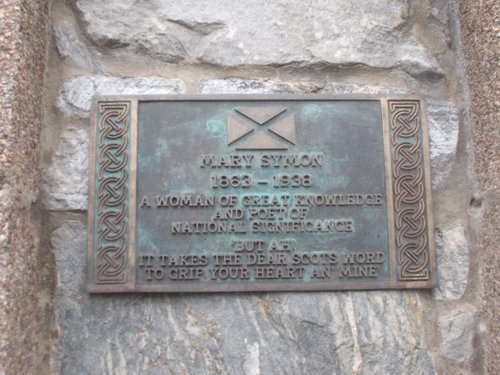 MARY SYMON
1863 - 1938
A WOMAN OF GREAT KNOWLEDGE
AND POET OF
NATIONAL SIGNIFICANCE
'BUT AH!
IT TAKES THE DEAR SCOTS WORD
TO GRIP YOUR HEART AN' MINE'